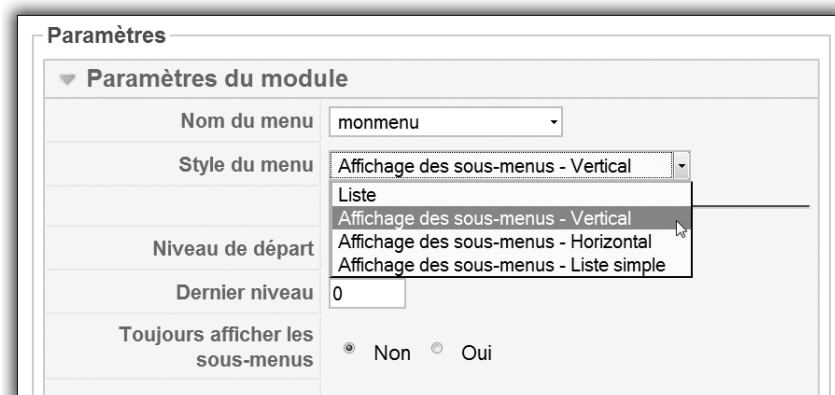 Paramètres
Paramètres du module
Nom du menu monmenu
Style du menu Affichage des sous-menus - Vertical
Liste
Affichage des sous-menus - Vertical
Affichage des sous-menus - Horizontal
Niveau de départ
Affichage des sous-menus - Liste simple
Dernier niveau 0
Toujours afficher les
sous-menus Non Oui